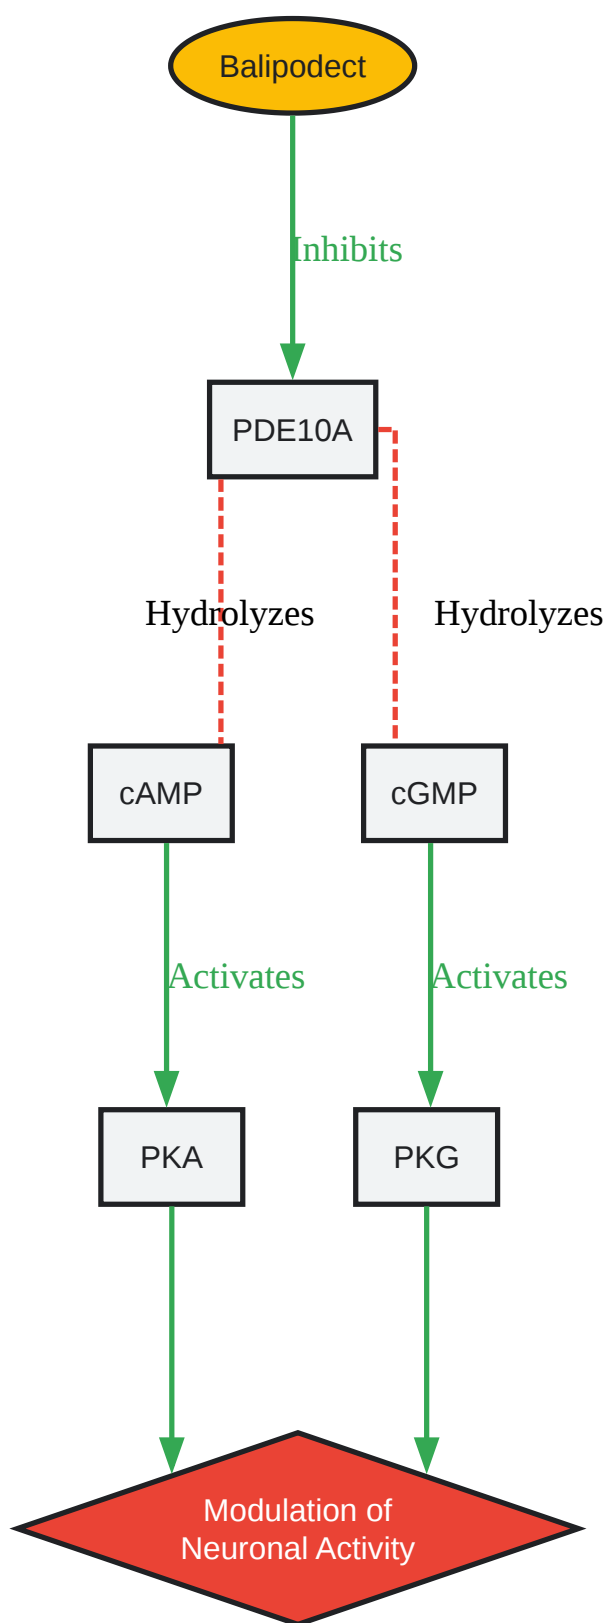 Balipodect
Inhibits
PDE10A
Hydrolyzes
Hydrolyzes
cAMP
cGMP
Activates
Activates
PKA
PKG
Modulation of
Neuronal Activity